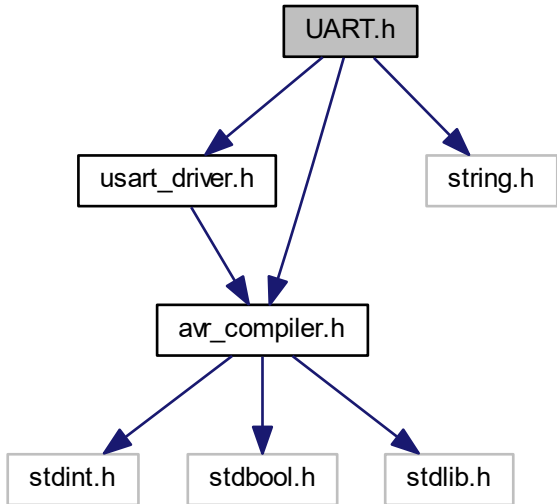 UART.h
usart_driver.h
string.h
avr_compiler.h
stdint.h
stdbool.h
stdlib.h